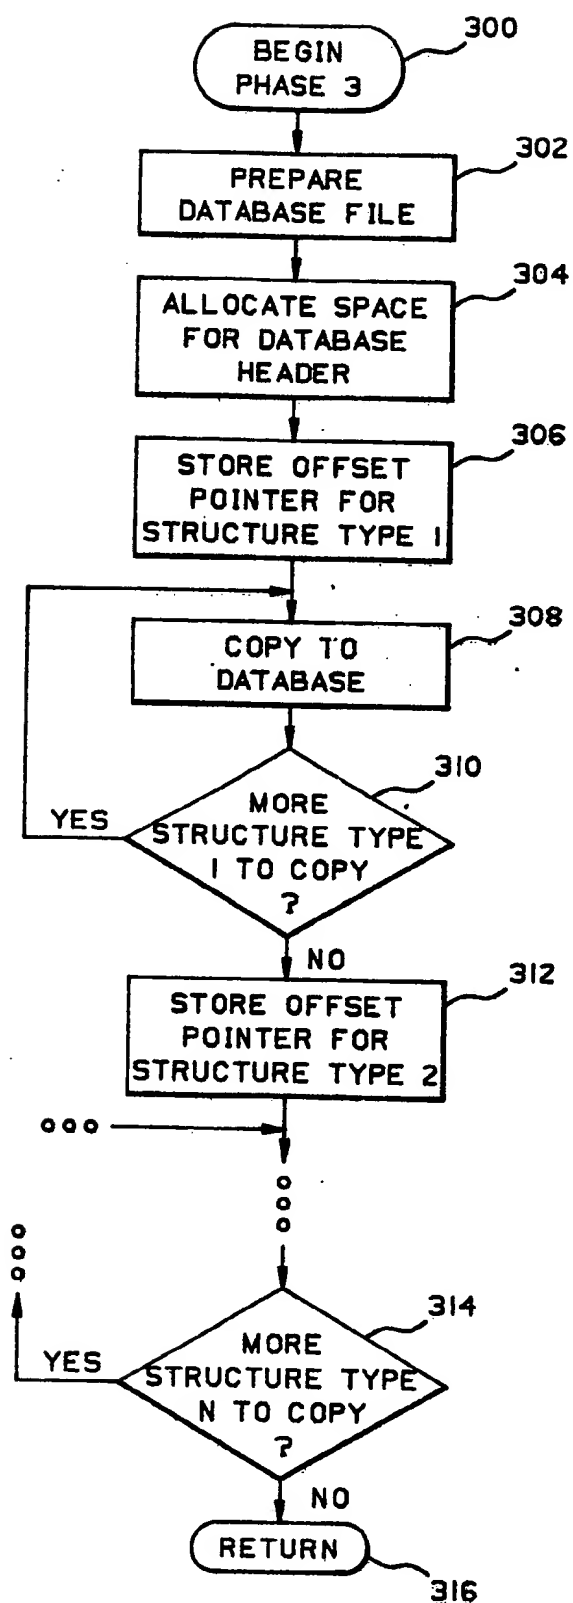 300
BEGIN
PHASE 3
302
PREPARE
DATABASE FILE
304
ALLOCATE SPACE
FOR DATABASE
HEADER
306
STORE OFFSET
POINTER FOR
STRUCTURE TYPE 1
308
COPY TO
DATABASE
310
MORE
STRUCTURE TYPE
1 TO COPY
?
YES
NO
312
STORE OFFSET
POINTER FOR
STRUCTURE TYPE 2
314
MORE
STRUCTURE TYPE
N TO COPY
?
YES
NO
RETURN
316